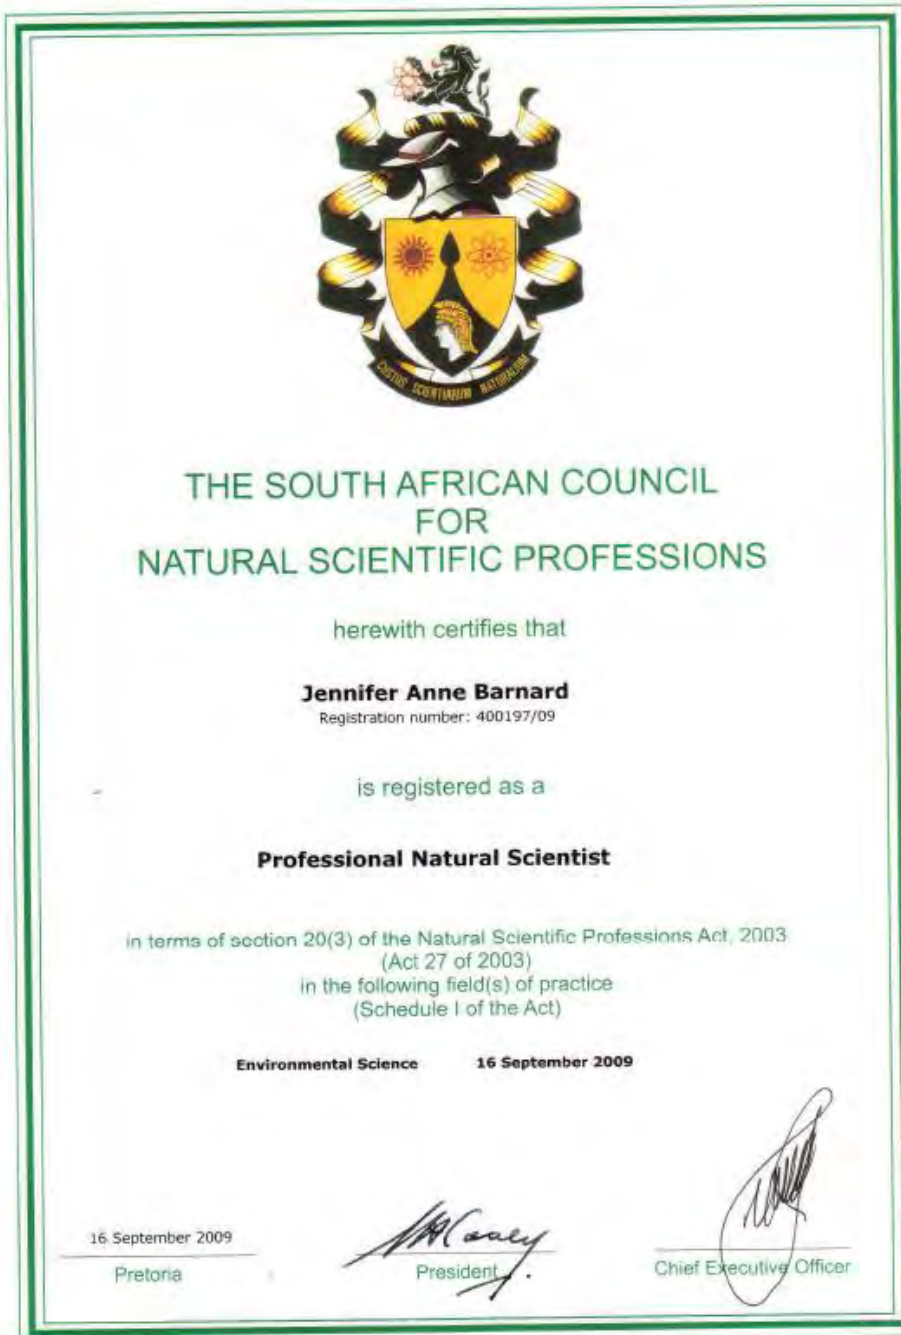 CUSTOS SCIENTIARUM NATURALIUM
THE SOUTH AFRICAN COUNCIL
FOR
NATURAL SCIENTIFIC PROFESSIONS
herewith certifies that
Jennifer Anne Barnard
Registration number: 400197/09
is registered as a
Professional Natural Scientist
in terms of section 20(3) of the Natural Scientific Professions Act, 2003
(Act 27 of 2003)
in the following field(s) of practice
(Schedule I of the Act)
Environmental Science 16 September 2009
16 September 2009
Pretoria
President
Chief Executive Officer